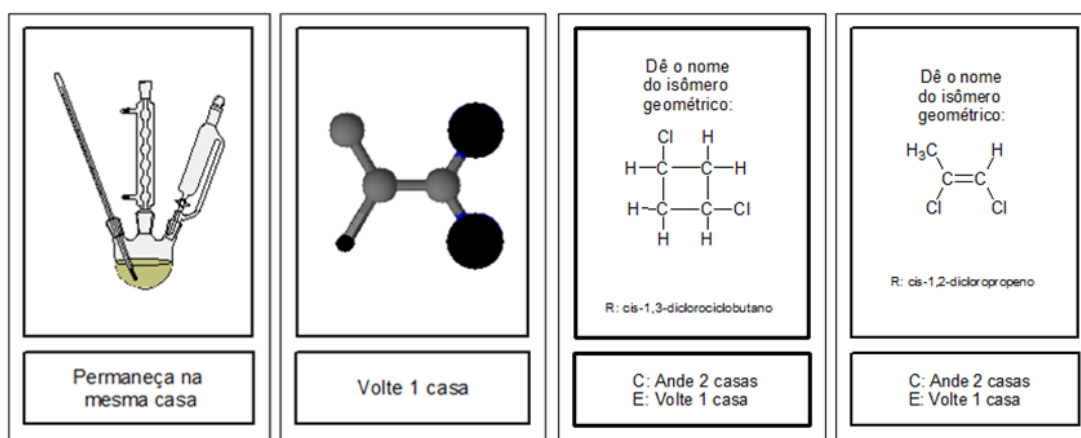 Permaneça na
mesma casa
Volte 1 casa
Dê o nome
do isômero
geométrico:
Cl H
H C C H
H C C Cl
H H
R: cis-1,3-diclorociclobutano
C: Ande 2 casas
E: Volte 1 casa
Dê o nome
do isômero
geométrico:
H₃C H
C=C
Cl Cl
R: cis-1,2-dicloropropeno
C: Ande 2 casas
E: Volte 1 casa